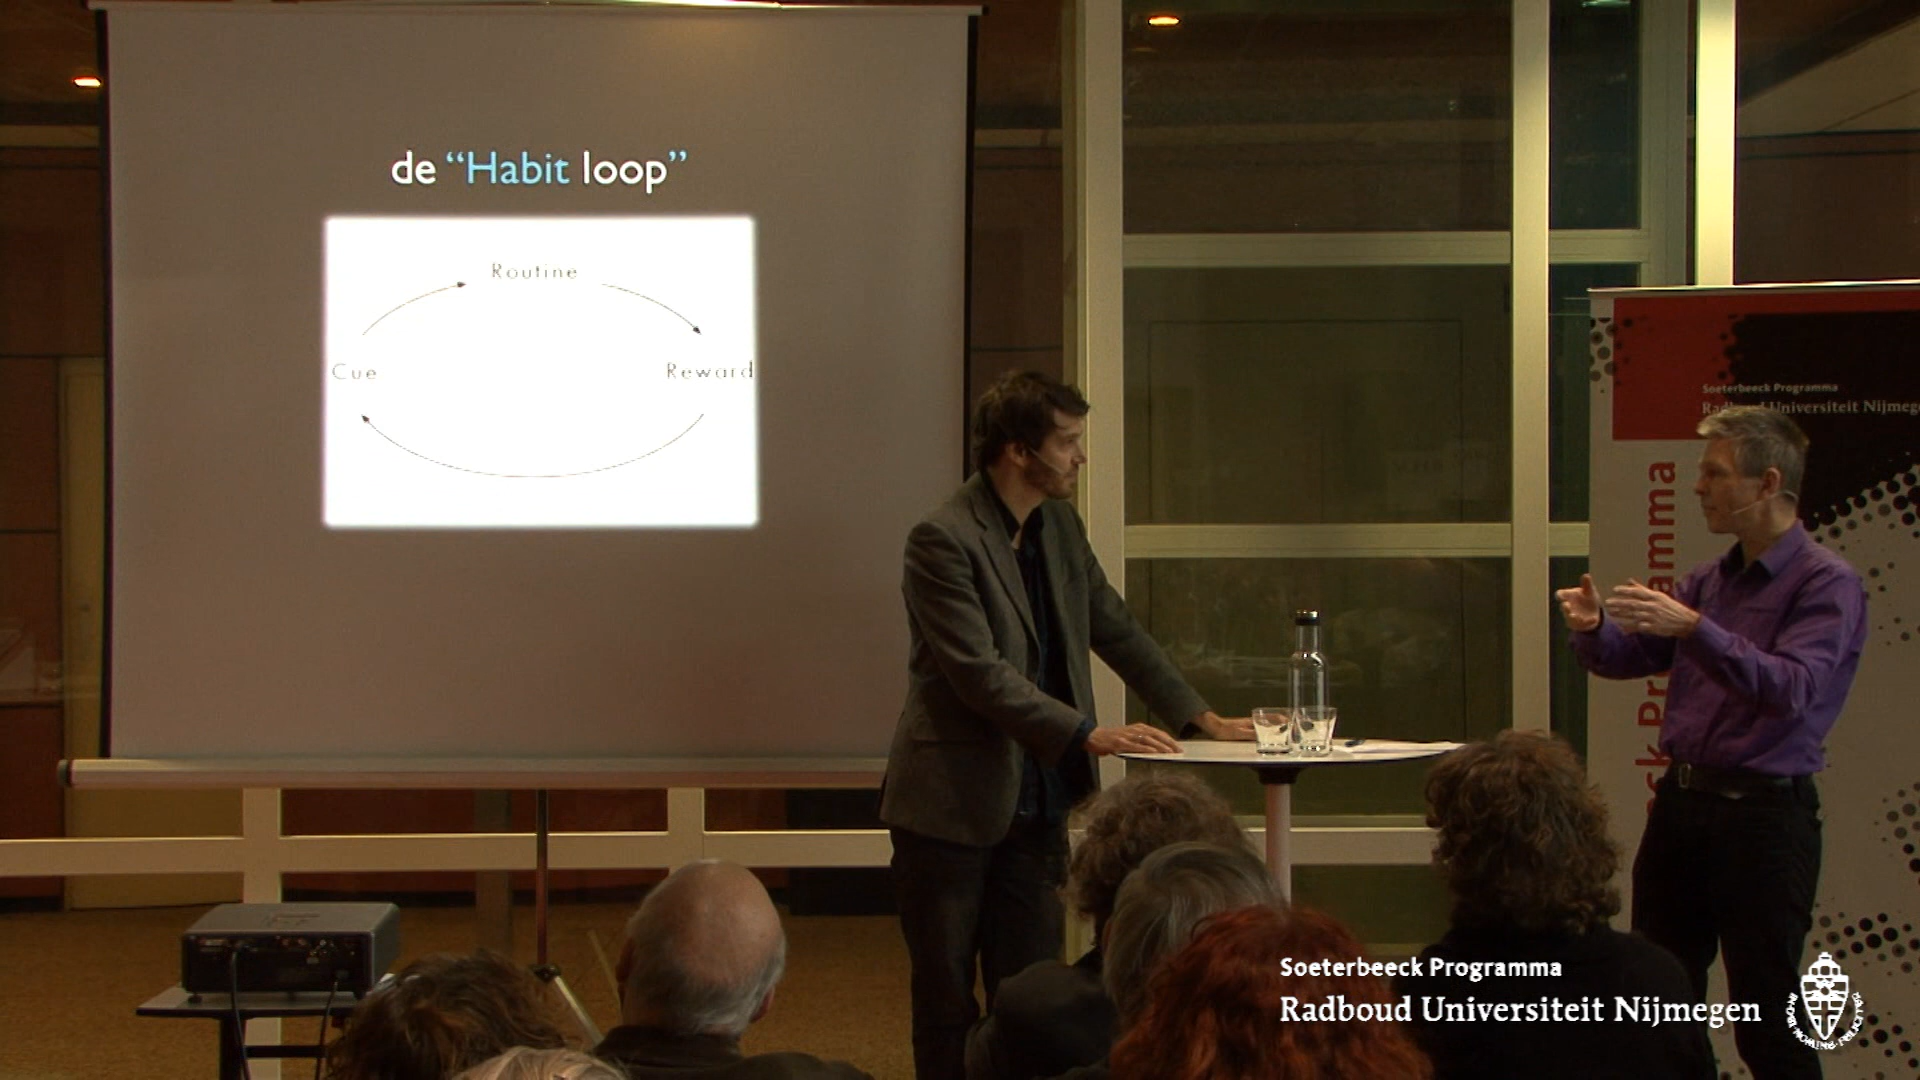 de “Habit loop”
Routine
Cue
Reward
Soeterbeeck Programma
Soeterbeeck Programma
Radboud Universiteit Nijmegen